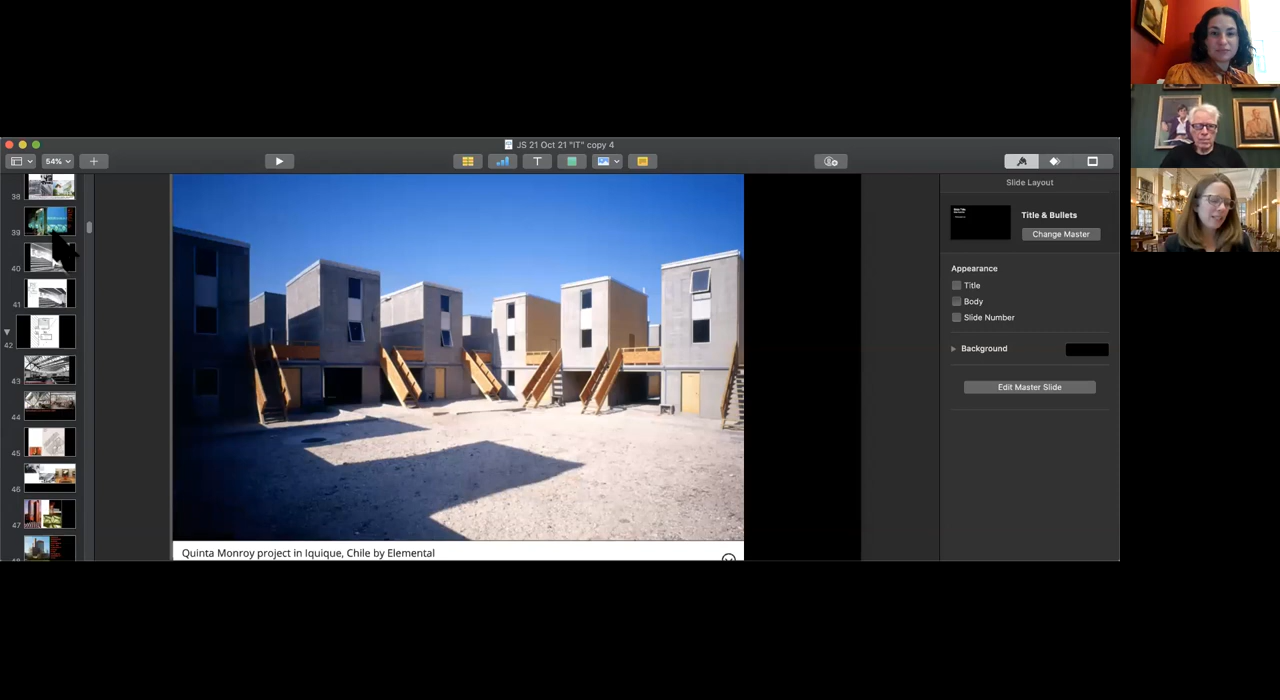 JS 21 Oct 21 "IT" copy 4
54%
Slide Layout
Title & Bullets
Change Master
Appearance
Title
Body
Slide Number
Background
Edit Master Slide
38
39
40
41
42
43
44
45
46
47
Quinta Monroy project in Iquique, Chile by Elemental